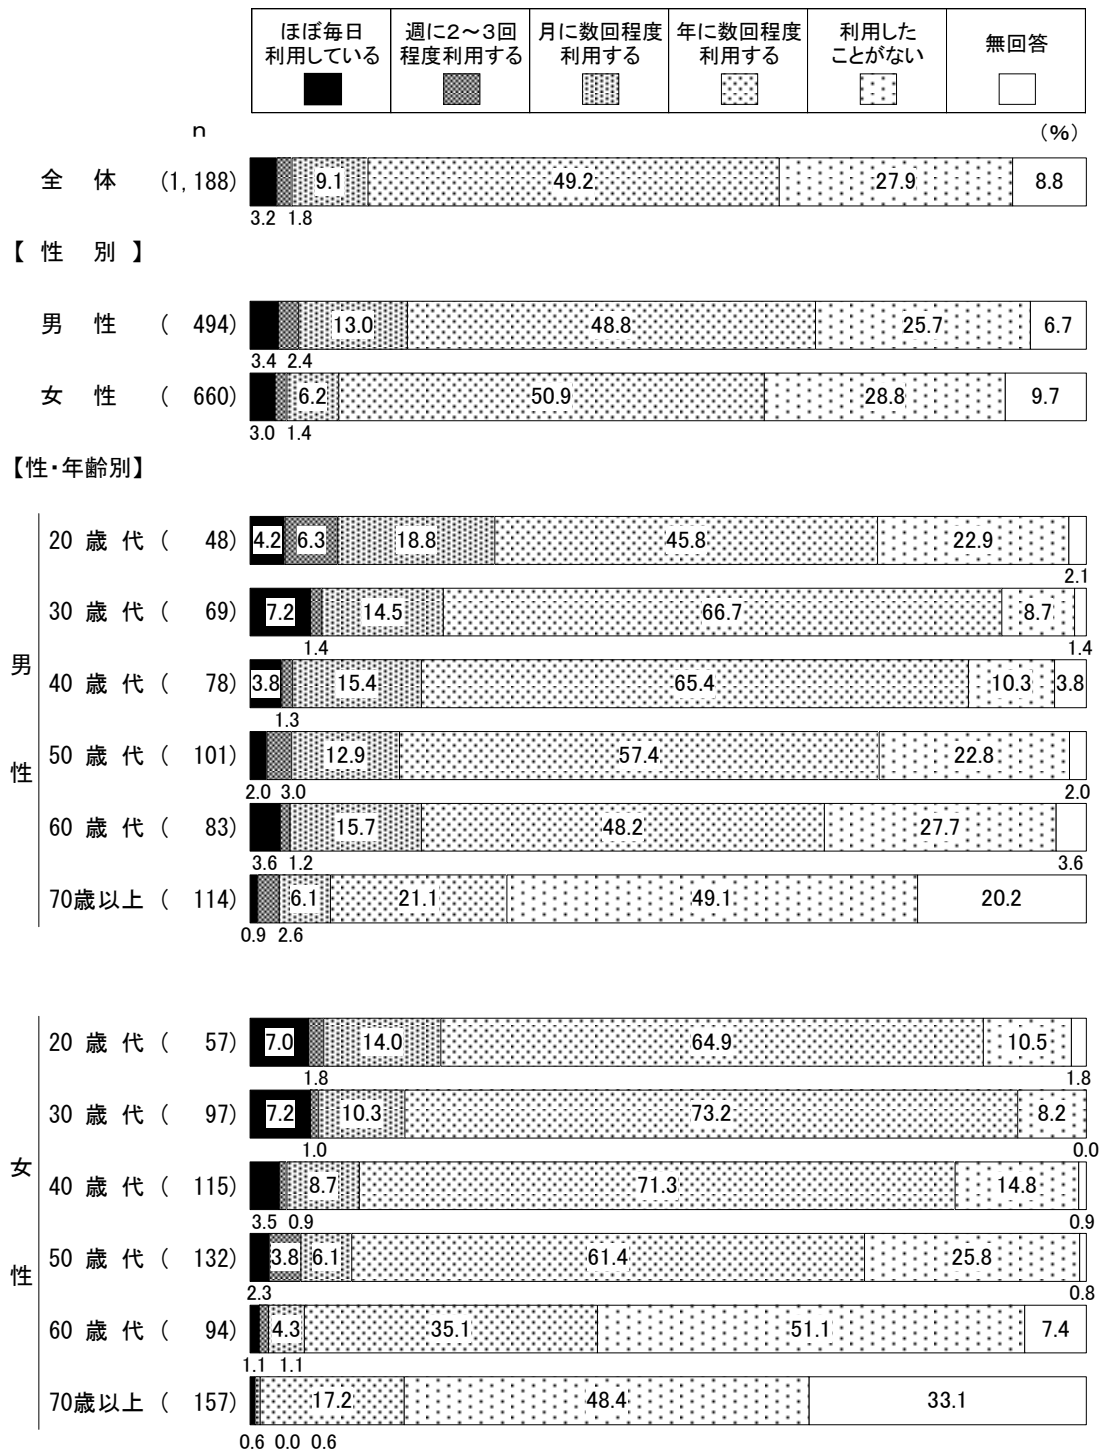 ほぼ毎日 週に2～3回 月に数回程度 年に数回程度 利用した 無回答
利用している 程度利用する 利用する 利用する ことがない
n (%)
全 体 (1,188) 9.1 49.2 27.9 8.8
3.2 1.8
【 性 別 】
男 性 ( 494) 13.0 48.8 25.7 6.7
3.4 2.4
女 性 ( 660) 6.2 50.9 28.8 9.7
3.0 1.4
【性・年齢別】
男性
20 歳 代 ( 48) 4.2 6.3 18.8 45.8 22.9
2.1
30 歳 代 ( 69) 7.2 14.5 66.7 8.7
1.4 1.4
40 歳 代 ( 78) 3.8 15.4 65.4 10.3 3.8
1.3
50 歳 代 ( 101) 12.9 57.4 22.8
2.0 3.0 2.0
60 歳 代 ( 83) 15.7 48.2 27.7
3.6 1.2 3.6
70歳以上 ( 114) 6.1 21.1 49.1 20.2
0.9 2.6
女性
20 歳 代 ( 57) 7.0 14.0 64.9 10.5
1.8 1.8
30 歳 代 ( 97) 7.2 10.3 73.2 8.2
1.0 0.0
40 歳 代 ( 115) 8.7 71.3 14.8
3.5 0.9 0.9
50 歳 代 ( 132) 3.8 6.1 61.4 25.8
2.3 0.8
60 歳 代 ( 94) 4.3 35.1 51.1 7.4
1.1 1.1
70歳以上 ( 157) 17.2 48.4 33.1
0.6 0.0 0.6